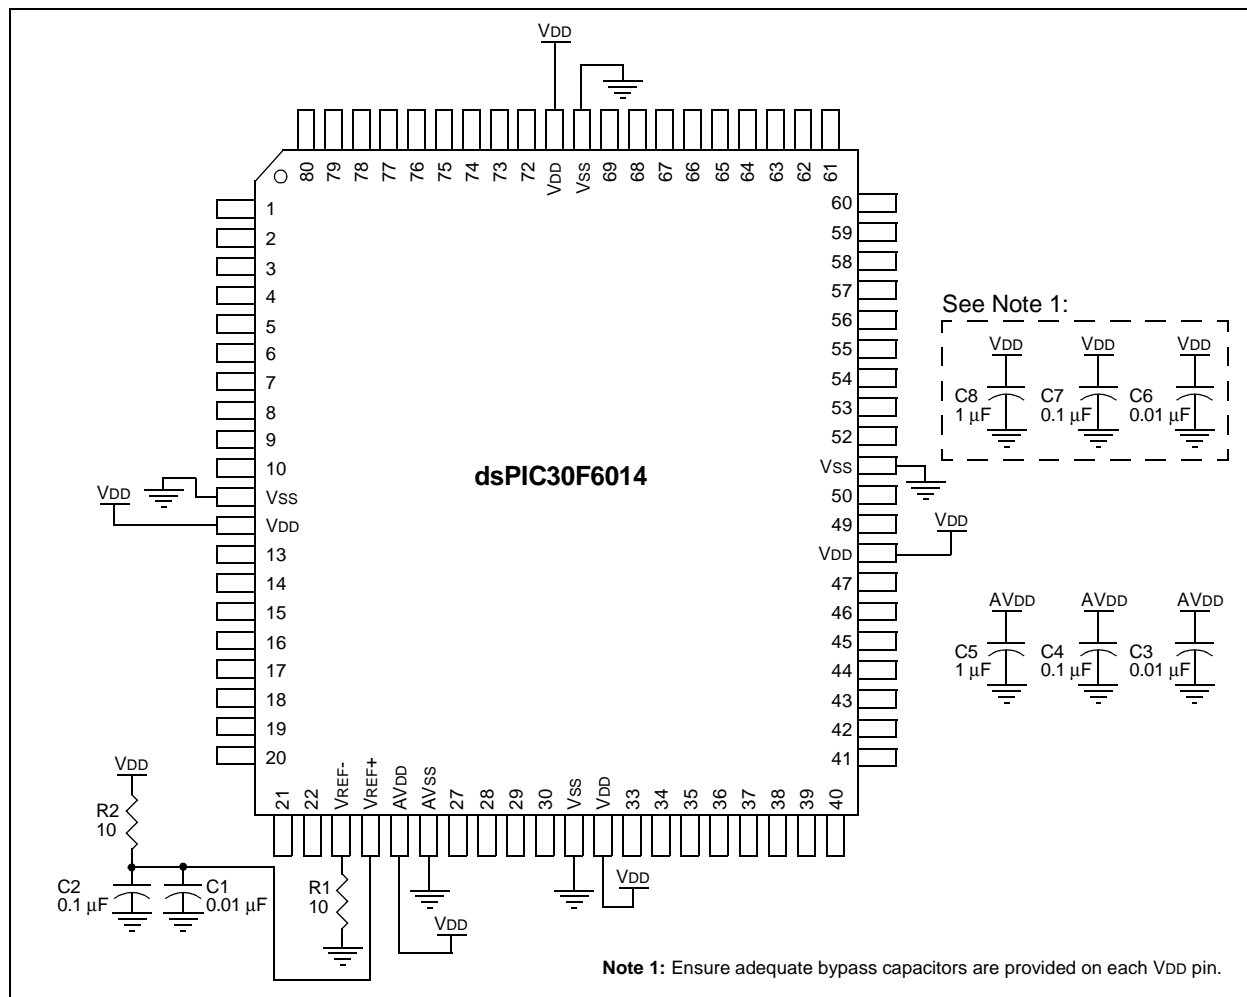 VDD
80 79 78 77 76 75 74 73 72 VDD VSS 69 68 67 66 65 64 63 62 61
1
2
3
4
5
6
7
8
9
10
VSS
VDD
13
14
15
16
17
18
19
20
VDD
dsPIC30F6014
60
59
58
57
56
55
54
53
52
VSS
50
49
VDD
47
46
45
44
43
42
41
VDD
See Note 1:
VDD VDD VDD
C8 C7 C6
1 µF 0.1 µF 0.01 µF
AVDD AVDD AVDD
C5 C4 C3
1 µF 0.1 µF 0.01 µF
21 22 VREF- VREF+ AVDD AVSS 27 28 29 30 VSS VDD 33 34 35 36 37 38 39 40
VDD
R2
10
C2
0.1 µF
C1
0.01 µF
R1
10
VDD
VDD
Note 1: Ensure adequate bypass capacitors are provided on each VDD pin.